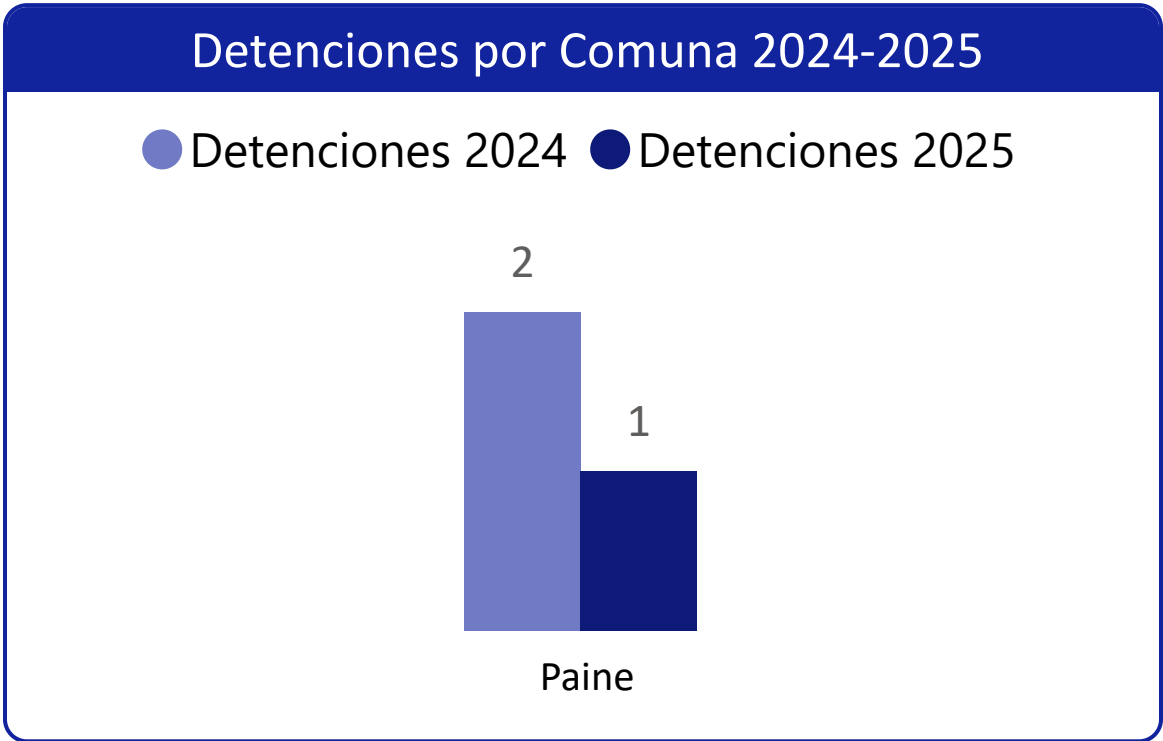 Detenciones por Comuna 2024-2025
Detenciones 2024 Detenciones 2025
2
1
Paine